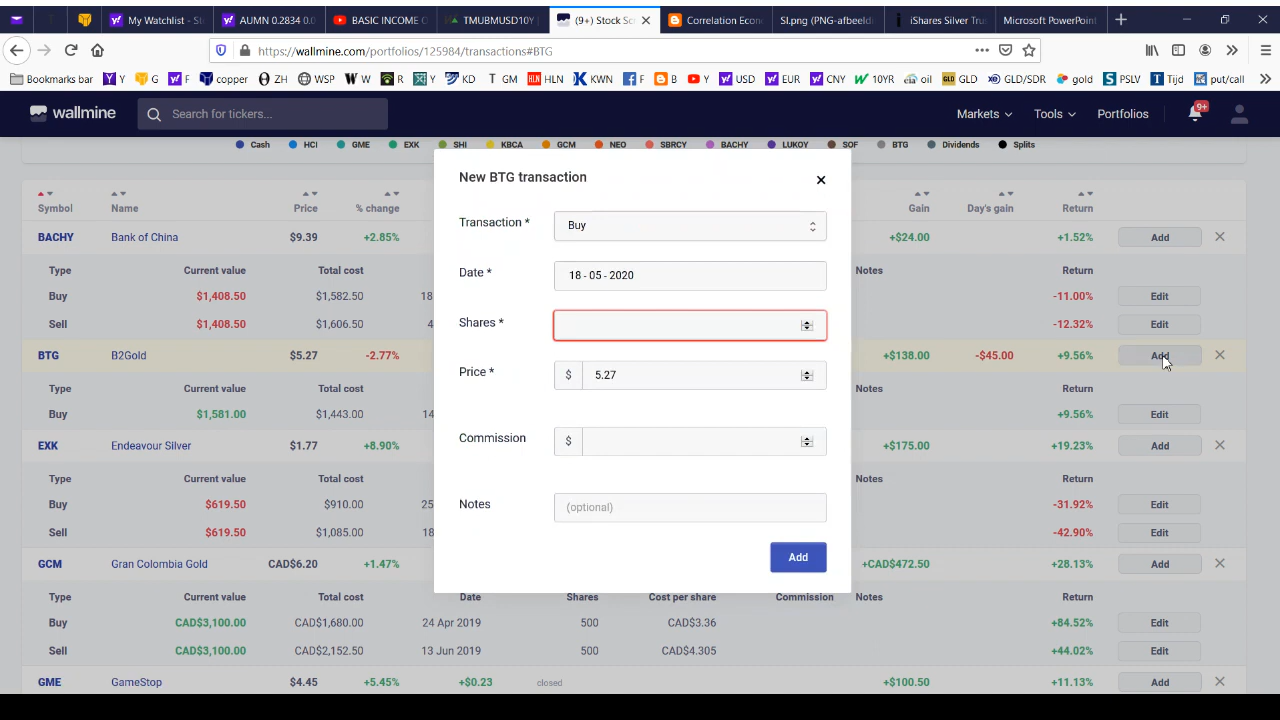 My Watchlist - St
AUMN 0.2834 0.0
BASIC INCOME C
TMUBMUSD10Y
(9+) Stock Sc
Correlation Econ
SI.png (PNG-afbeeldi
iShares Silver Trus
Microsoft PowerPoint
https://wallmine.com/portfolios/125984/transactions#BTG
Bookmarks bar Y G F copper ZH WSP W R Y KD GM HLN KWN F B Y USD EUR CNY 10YR oil GLD GLD/SDR gold PSLV Tijd put/call
wallmine Search for tickers... Markets Tools Portfolios 9+
Cash HCI GME EXK SHI KBCA GCM NEO SBRCY BACHY LUKOY SOF BTG Dividends Splits
Symbol Name Price % change Gain Day's gain Return
BACHY Bank of China $9.39 +2.85% +$24.00 +1.52% Add
Type Current value Total cost Notes Return
Buy $1,408.50 $1,582.50 18 -11.00% Edit
Sell $1,408.50 $1,606.50 4 -12.32% Edit
BTG B2Gold $5.27 -2.77% +$138.00 -$45.00 +9.56% Add
Type Current value Total cost Notes Return
Buy $1,581.00 $1,443.00 14 +9.56% Edit
EXK Endeavour Silver $1.77 +8.90% +$175.00 +19.23% Add
Type Current value Total cost Notes Return
Buy $619.50 $910.00 25 -31.92% Edit
Sell $619.50 $1,085.00 18 -42.90% Edit
GCM Gran Colombia Gold CAD$6.20 +1.47% +CAD$472.50 +28.13% Add
Type Current value Total cost Date Shares Cost per share Commission Notes Return
Buy CAD$3,100.00 CAD$1,680.00 24 Apr 2019 500 CAD$3.36 +84.52% Edit
Sell CAD$3,100.00 CAD$2,152.50 13 Jun 2019 500 CAD$4.305 +44.02% Edit
GME GameStop $4.45 +5.45% +$0.23 closed +$100.50 +11.13% Add
New BTG transaction
Transaction * Buy
Date * 18 - 05 - 2020
Shares *
Price * $ 5.27
Commission $
Notes (optional)
Add